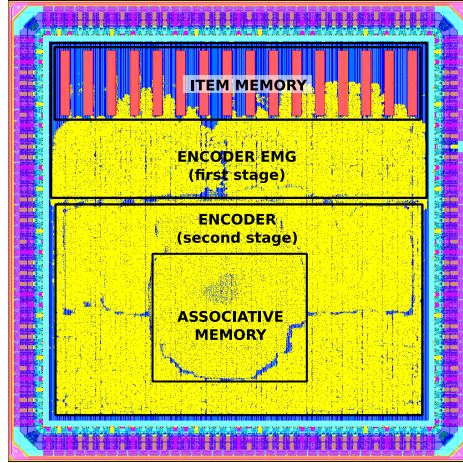 ITEM MEMORY
ENCODER EMG
(first stage)
ENCODER
(second stage)
ASSOCIATIVE
MEMORY